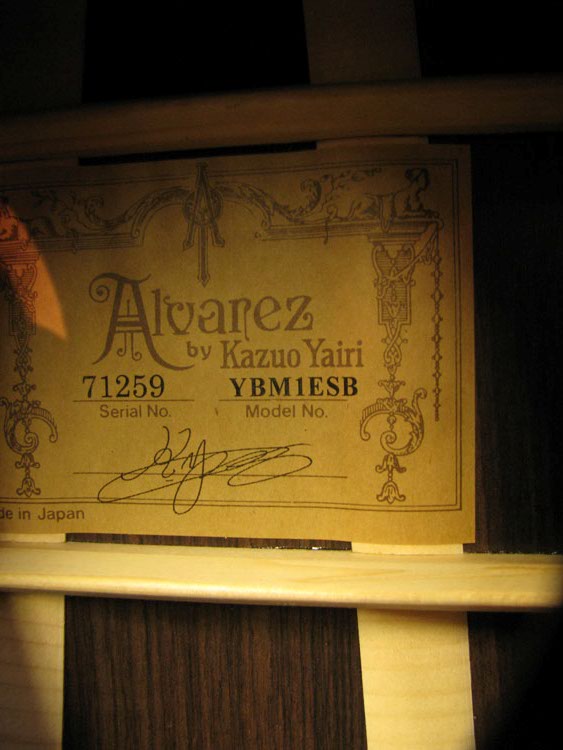 Alvarez
by Kazuo Yairi
71259 YBM1ESB
Serial No. Model No.
de in Japan